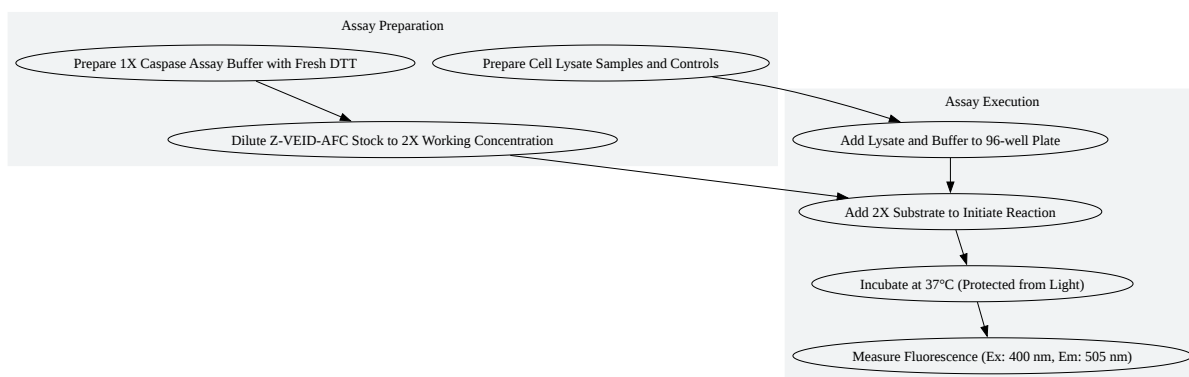 Assay Preparation
Prepare 1X Caspase Assay Buffer with Fresh DTT
Prepare Cell Lysate Samples and Controls
Dilute Z-VEID-AFC Stock to 2X Working Concentration
Assay Execution
Add Lysate and Buffer to 96-well Plate
Add 2X Substrate to Initiate Reaction
Incubate at 37°C (Protected from Light)
Measure Fluorescence (Ex: 400 nm, Em: 505 nm)